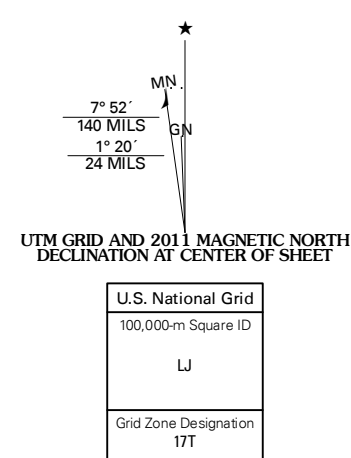 ★
MN
7° 52´
140 MILS
GN
1° 20´
24 MILS
UTM GRID AND 2011 MAGNETIC NORTH
DECLINATION AT CENTER OF SHEET
U.S. National Grid
100,000-m Square ID
LJ
Grid Zone Designation
17T